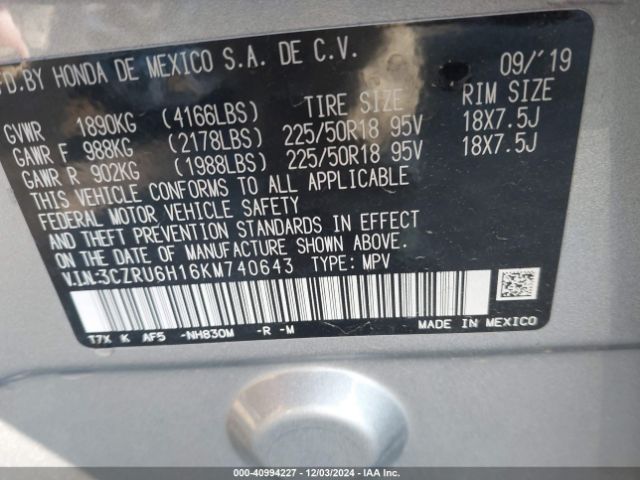 FD.BY HONDA DE MEXICO S.A. DE C.V. 09/'19
GVWR 1890KG (4166LBS) TIRE SIZE RIM SIZE
GAWR F 988KG (2178LBS) 225/50R18 95V 18X7.5J
GAWR R 902KG (1988LBS) 225/50R18 95V 18X7.5J
THIS VEHICLE CONFORMS TO ALL APPLICABLE
FEDERAL MOTOR VEHICLE SAFETY
AND THEFT PREVENTION STANDARDS IN EFFECT
ON THE DATE OF MANUFACTURE SHOWN ABOVE.
V.I.N:3CZRU6H16KM740643 TYPE: MPV
T7X K AF5 -NH830M -R -M MADE IN MEXICO
000-40994227 - 12/03/2024 - IAA Inc.